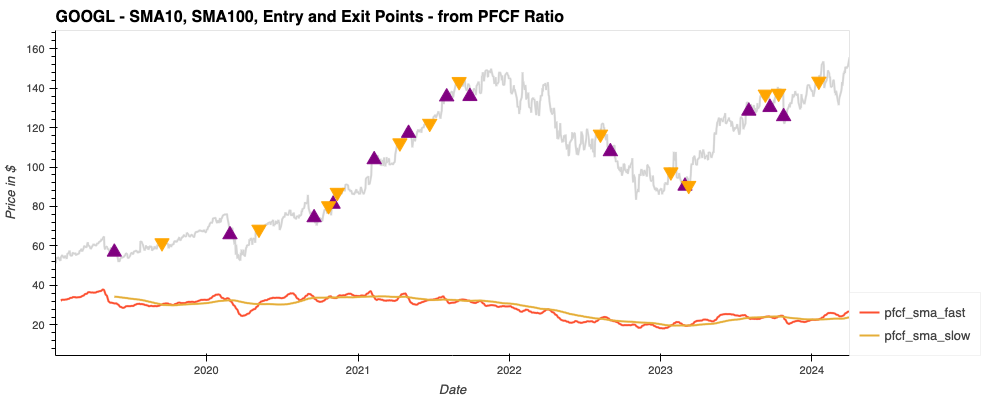 GOOGL - SMA10, SMA100, Entry and Exit Points - from PFCF Ratio
160
140
120
100
80
60
40
20
Price in $
2020
2021
2022
2023
2024
Date
pfcf_sma_fast
pfcf_sma_slow